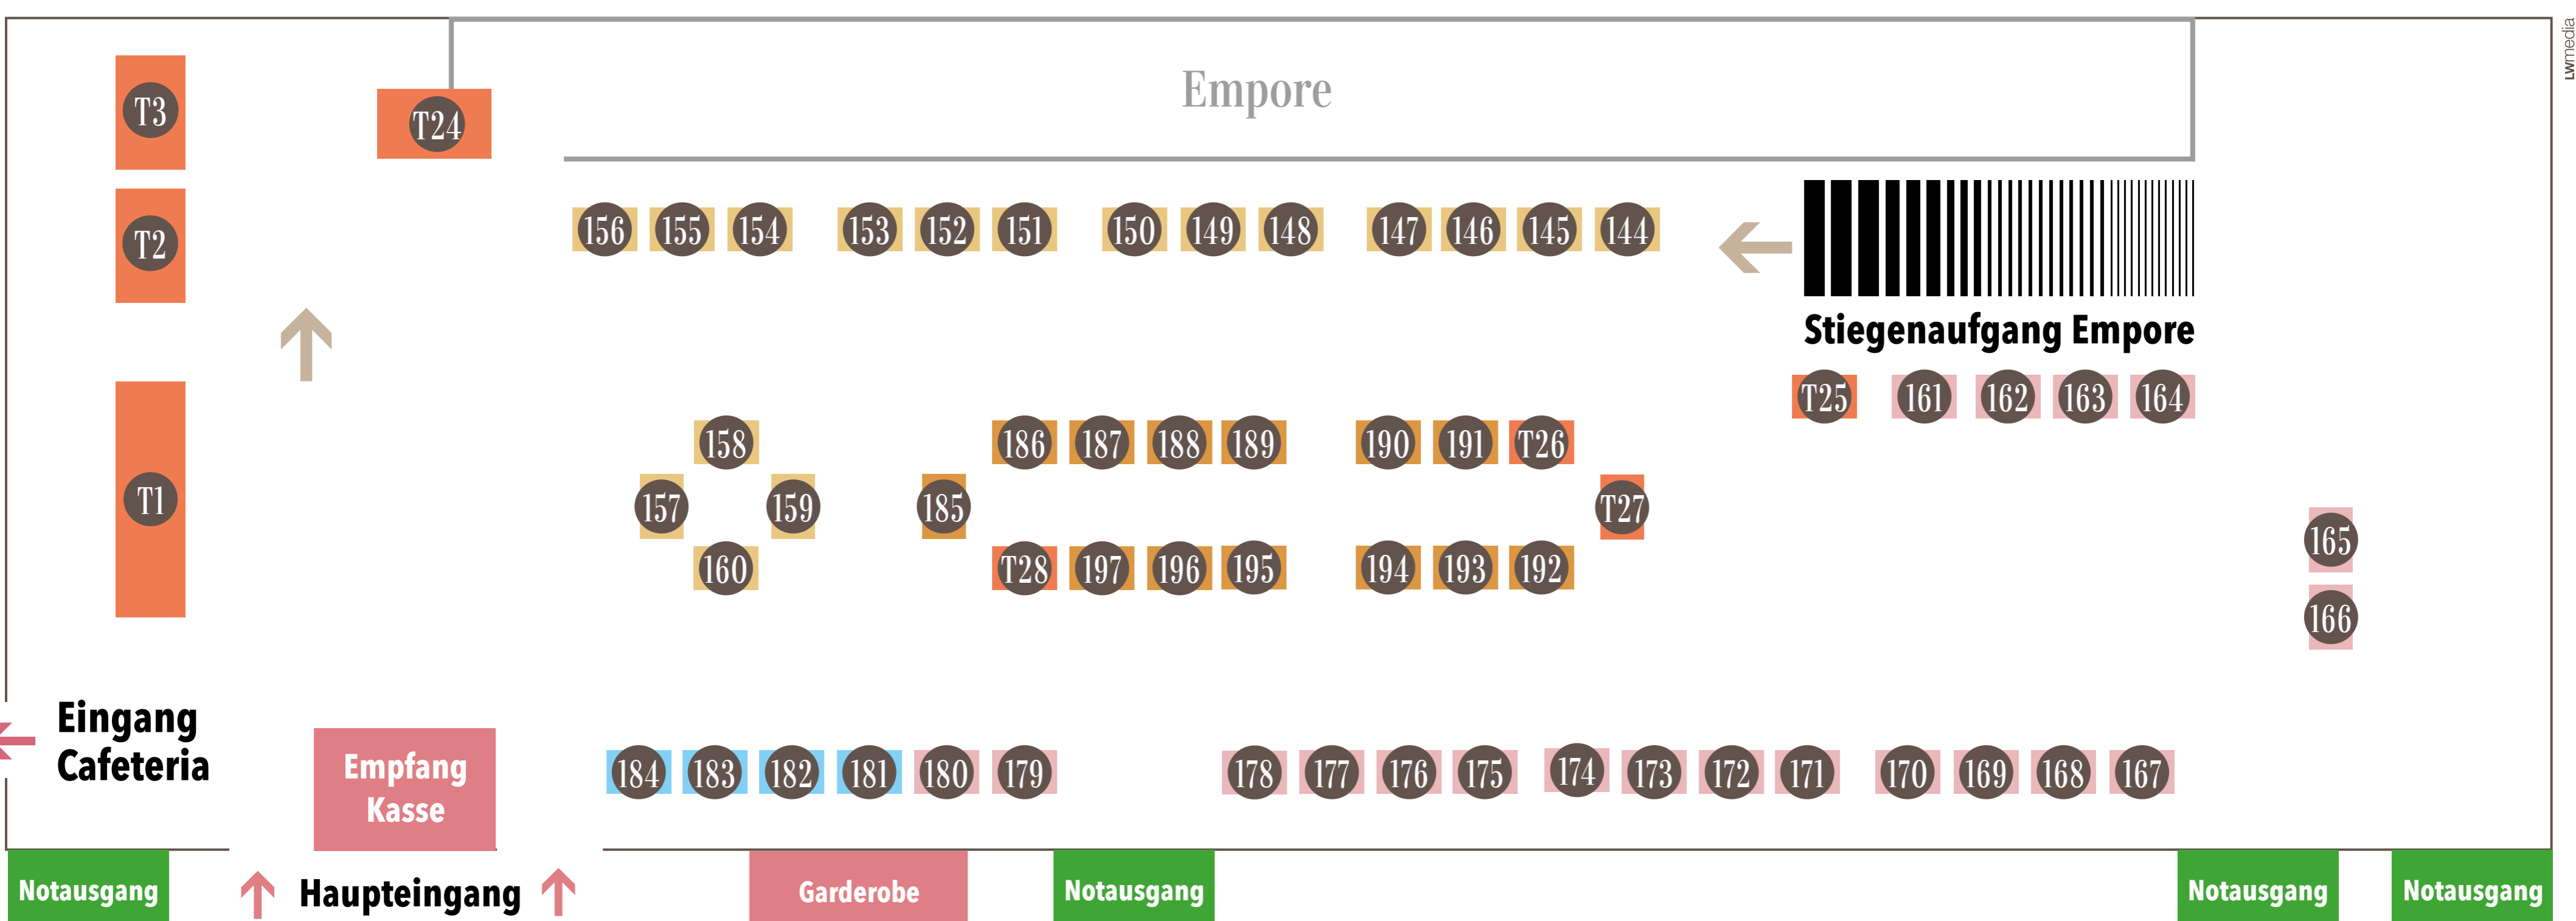 LWmedia
Empore
T3
T24
T2
156 155 154 153 152 151 150 149 148 147 146 145 144
Stiegenaufgang Empore
T25 161 162 163 164
158 186 187 188 189 190 191 T26
T1 157 159 185 T27
165
160 T28 197 196 195 194 193 192
166
Eingang
Cafeteria
Empfang
Kasse
184 183 182 181 180 179 178 177 176 175 174 173 172 171 170 169 168 167
Notausgang Haupteingang Garderobe Notausgang Notausgang Notausgang